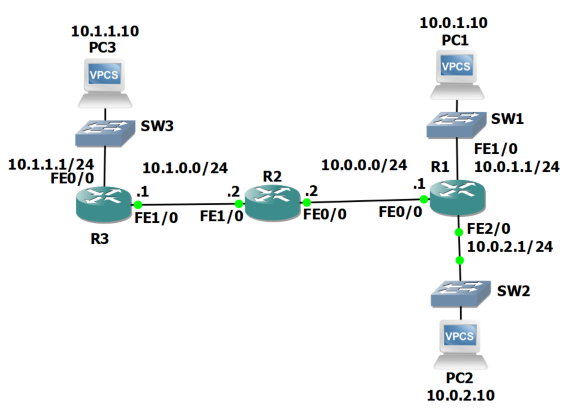 10.1.1.10
PC3
VPCS
SW3
10.1.1.1/24
FE0/0
10.1.0.0/24
.1
FE1/0
R3
R2
.2
FE1/0
.2
FE0/0
10.0.0.0/24
10.0.1.10
PC1
VPCS
SW1
FE1/0
R1
10.0.1.1/24
.1
FE0/0
FE2/0
10.0.2.1/24
SW2
VPCS
PC2
10.0.2.10